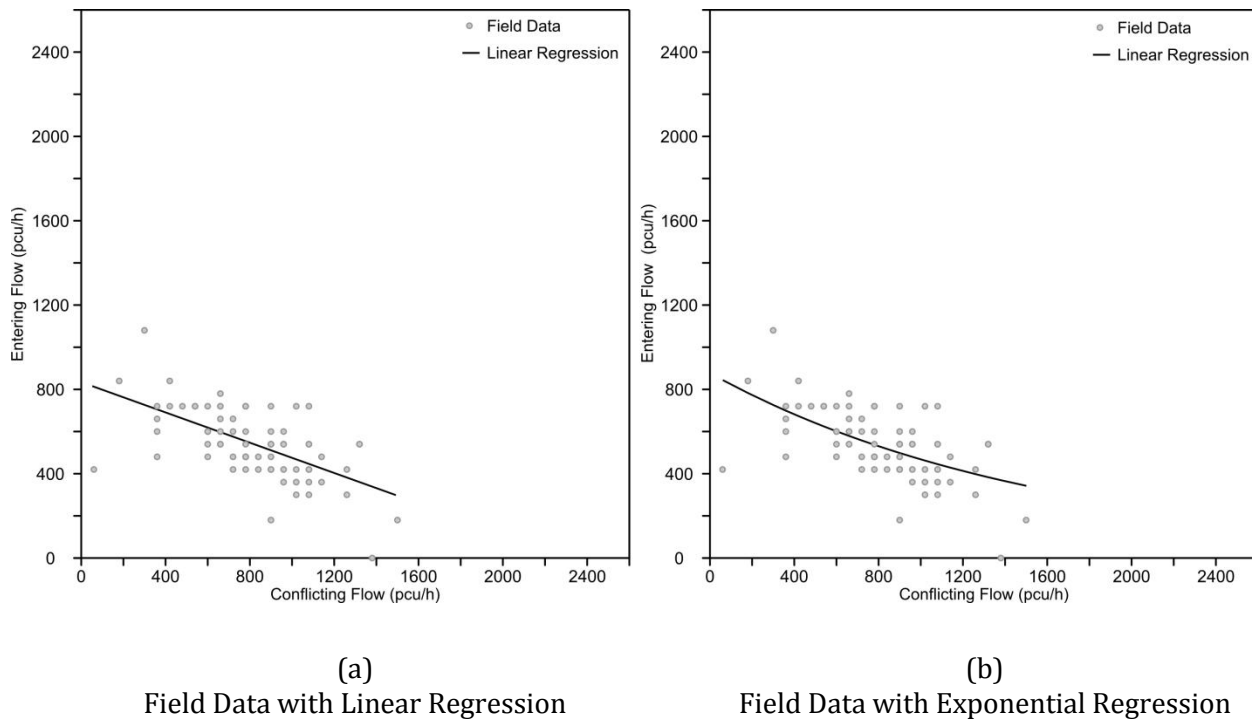 Field Data
Linear Regression
2400
2000
1600
1200
800
400
0
Entering Flow (pcu/h)
0 400 800 1200 1600 2000 2400
Conflicting Flow (pcu/h)
(a)
Field Data with Linear Regression
Field Data
Linear Regression
2400
2000
1600
1200
800
400
0
Entering Flow (pcu/h)
0 400 800 1200 1600 2000 2400
Conflicting Flow (pcu/h)
(b)
Field Data with Exponential Regression